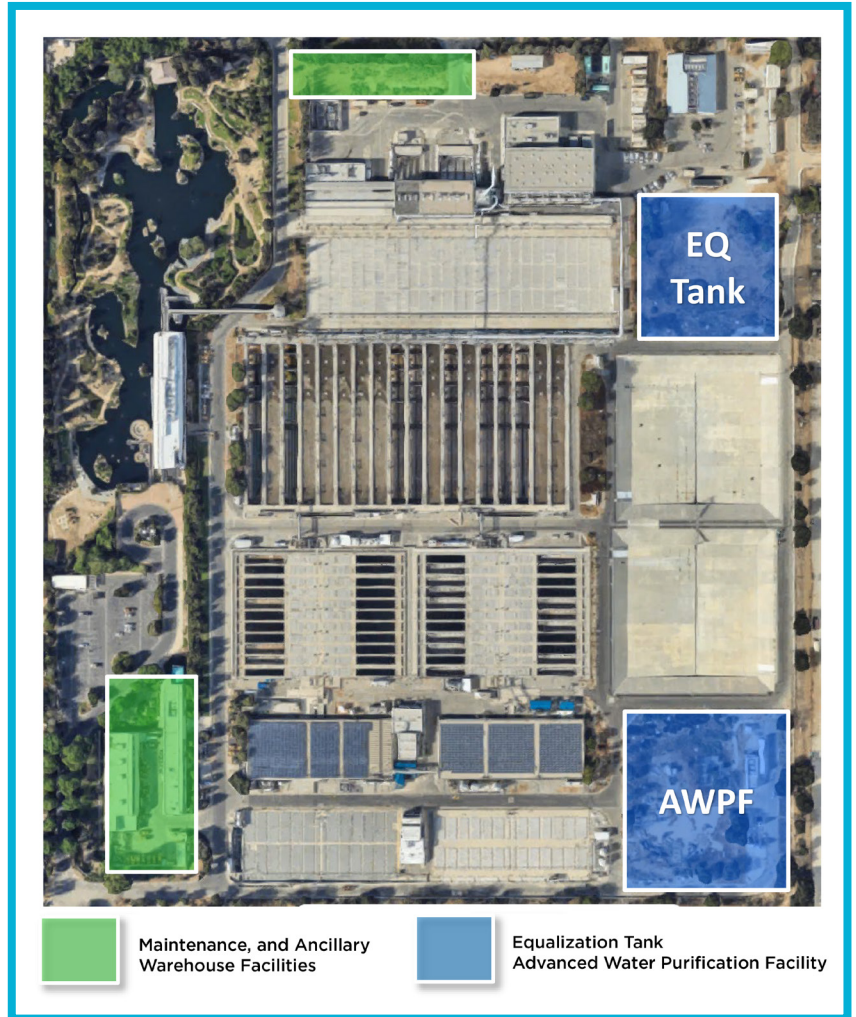 EQ
Tank
AWPF
Maintenance, and Ancillary
Warehouse Facilities
Equalization Tank
Advanced Water Purification Facility